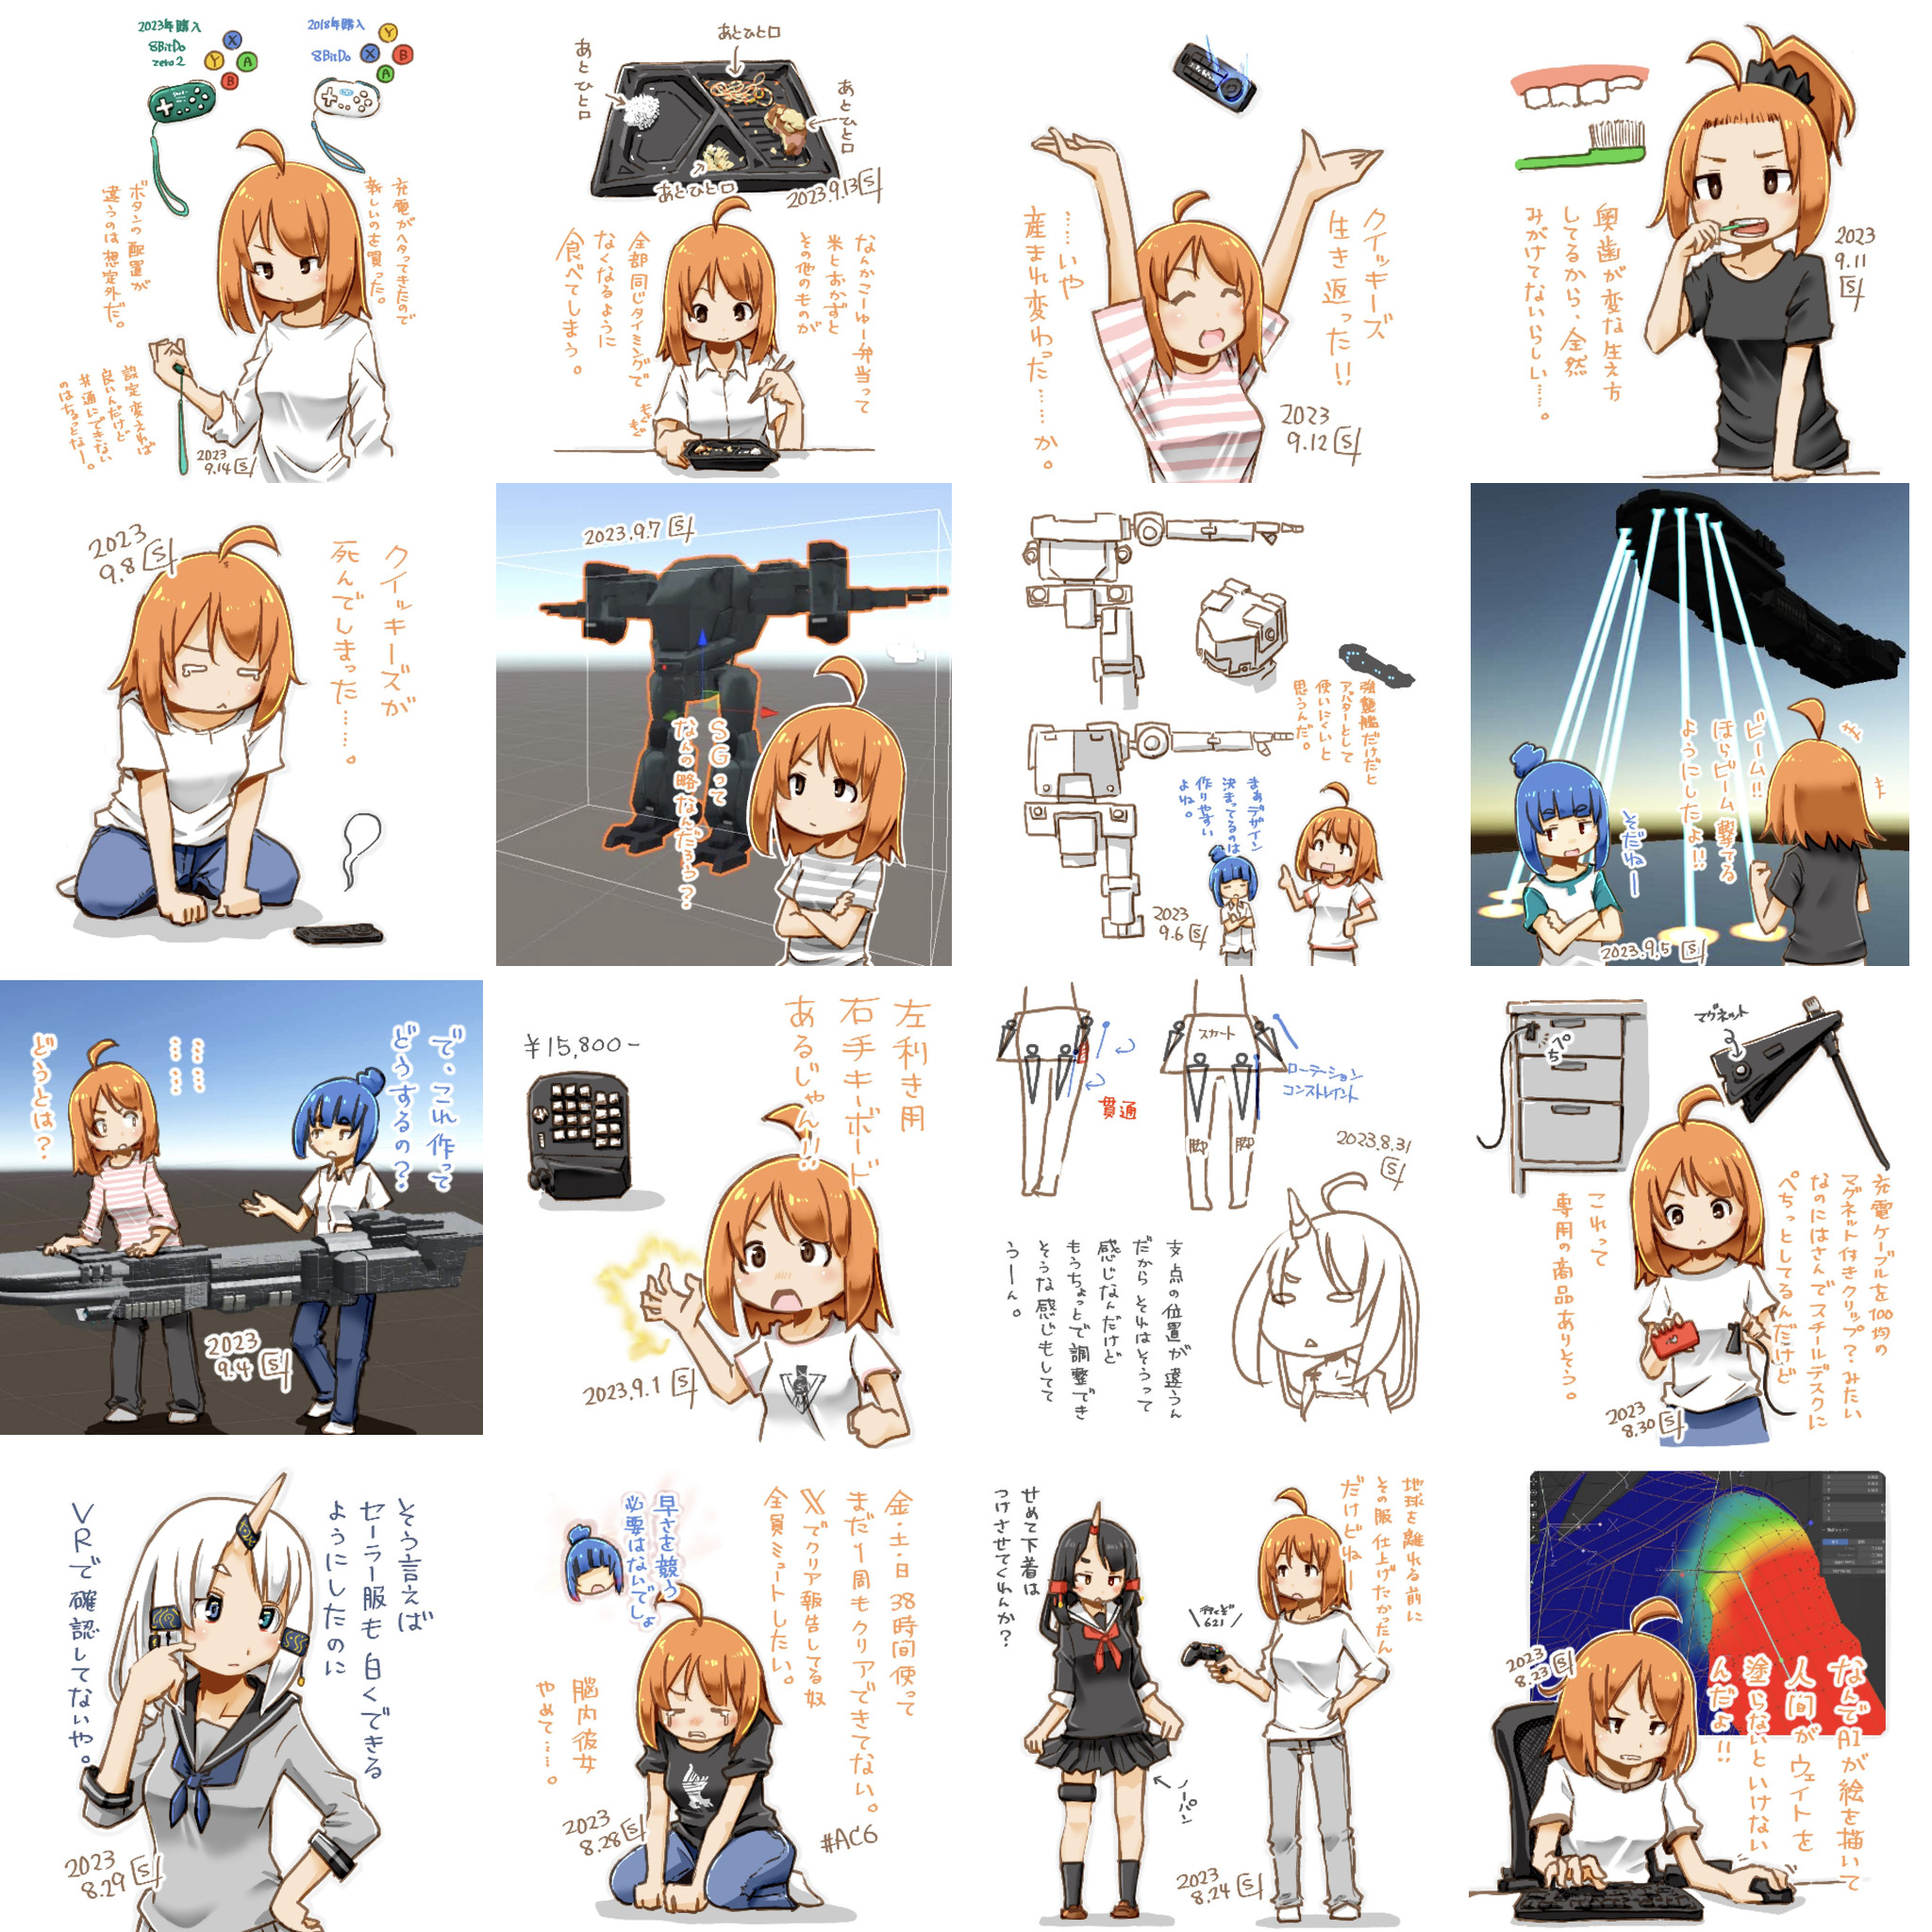 2023年購入
8BitDo
zero2
X
Y
A
B
2018年購入
8BitDo
Y
X
B
A
充電がヘタってきたので
新しいのを買った。
ボタンの配置が
違うのは想定外だ。
設定変えれば
良いんだけど
共通にできない
のはちょっとなー。
2023
9.14
あとひと口
あとひと口
あとひと口
あとひと口
2023.9.13
なんかこーゆー弁当って
米とおかずと
その他のものが
全部同じタイミングで
なくなるように
食べてしまう。
もぐもぐ
クイッキーズ
生き返った!!
……いや
産まれ変わった……か。
2023
9.12
奥歯が変な生え方
してるから、全然
みがけてないらしい……。
2023
9.11
2023
9.8
クイッキーズが
死んでしまった……。
2023.9.7
SGって
なんの略なんだろう?
強襲艦だけだと
アバターとして
使いにくいと
思うんだ。
まあデザイン
決まってるのは
作りやすい
よね。
2023
9.6
ビーム!!
ほらビーム撃てる
ようにしたよ!!
そだねー
2023.9.5
で、これ作って
どうするの?
……
……
どうとは?
2023
9.4
左利き用
右手キーボード
あるじゃん!!
¥15,800-
2023.9.1
スカート
ローテーション
コンストレイント
貫通
脚
脚
2023.8.31
支点の位置が違うん
だからそれはそうって
感じなんだけど
もうちょっとで調整でき
そうな感じもしてて
うーん。
マグネット
ぺち
充電ケーブルを100均の
マグネット付きクリップ?みたい
なのにはさんでスチールデスクに
ぺちっとしてるんだけど
これって
専用の商品ありそう。
2023
8.30
そう言えば
セーラー服も白くできる
ようにしたのに
VRで確認してないや。
2023
8.29
金・土・日 38時間使って
まだ1周もクリアできてない。
𝕏でクリア報告してる奴
全員ミュートしたい。
早さを競う
必要はないでしょ
脳内彼女
やめて……。
2023
8.28
#AC6
地球を離れる前に
その服仕上げたかったん
だけどねー
せめて下着は
つけさせてくれんか?
行くぞ
621
ノーパン
2023
8.24
2023
8.23
なんでAIが絵を描いて
人間がウェイトを
塗らないといけない
んだよ!!